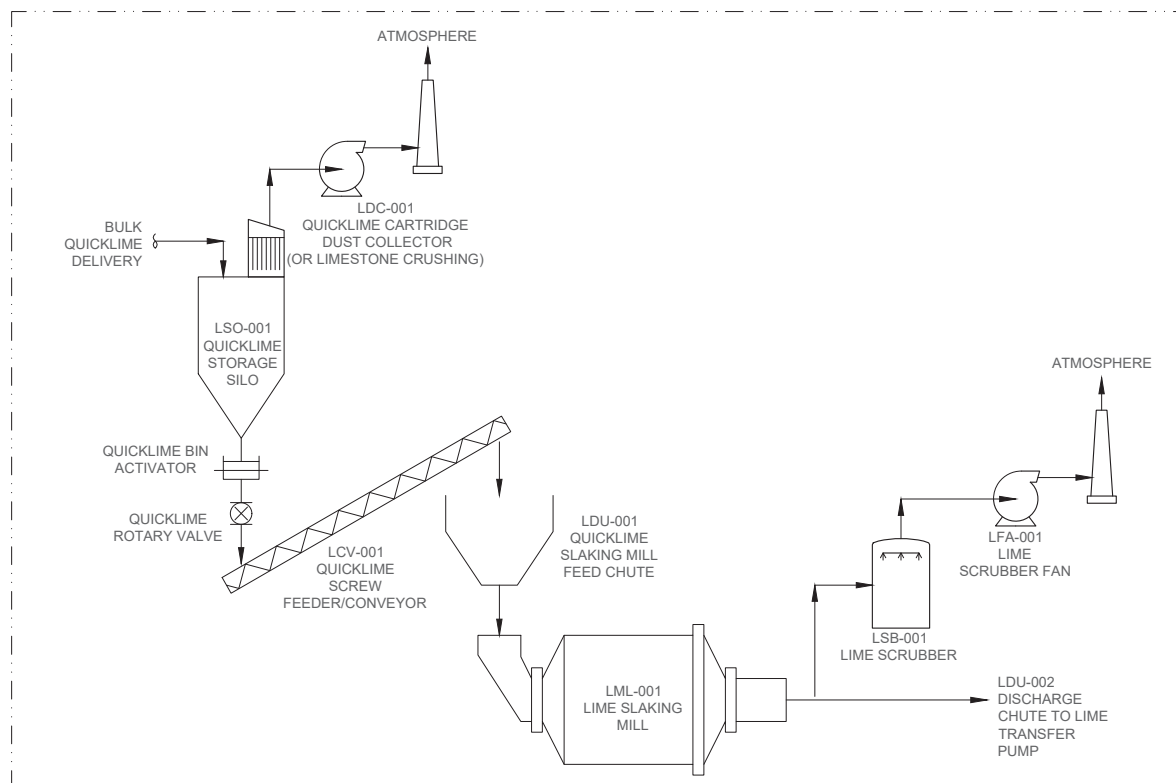 ATMOSPHERE
LDC-001
QUICKLIME CARTRIDGE
DUST COLLECTOR
(OR LIMESTONE CRUSHING)
BULK
QUICKLIME
DELIVERY
LSO-001
QUICKLIME
STORAGE
SILO
QUICKLIME BIN
ACTIVATOR
QUICKLIME
ROTARY VALVE
LCV-001
QUICKLIME
SCREW
FEEDER/CONVEYOR
LDU-001
QUICKLIME
SLAKING MILL
FEED CHUTE
LML-001
LIME SLAKING
MILL
ATMOSPHERE
LFA-001
LIME
SCRUBBER FAN
LSB-001
LIME SCRUBBER
LDU-002
DISCHARGE
CHUTE TO LIME
TRANSFER
PUMP